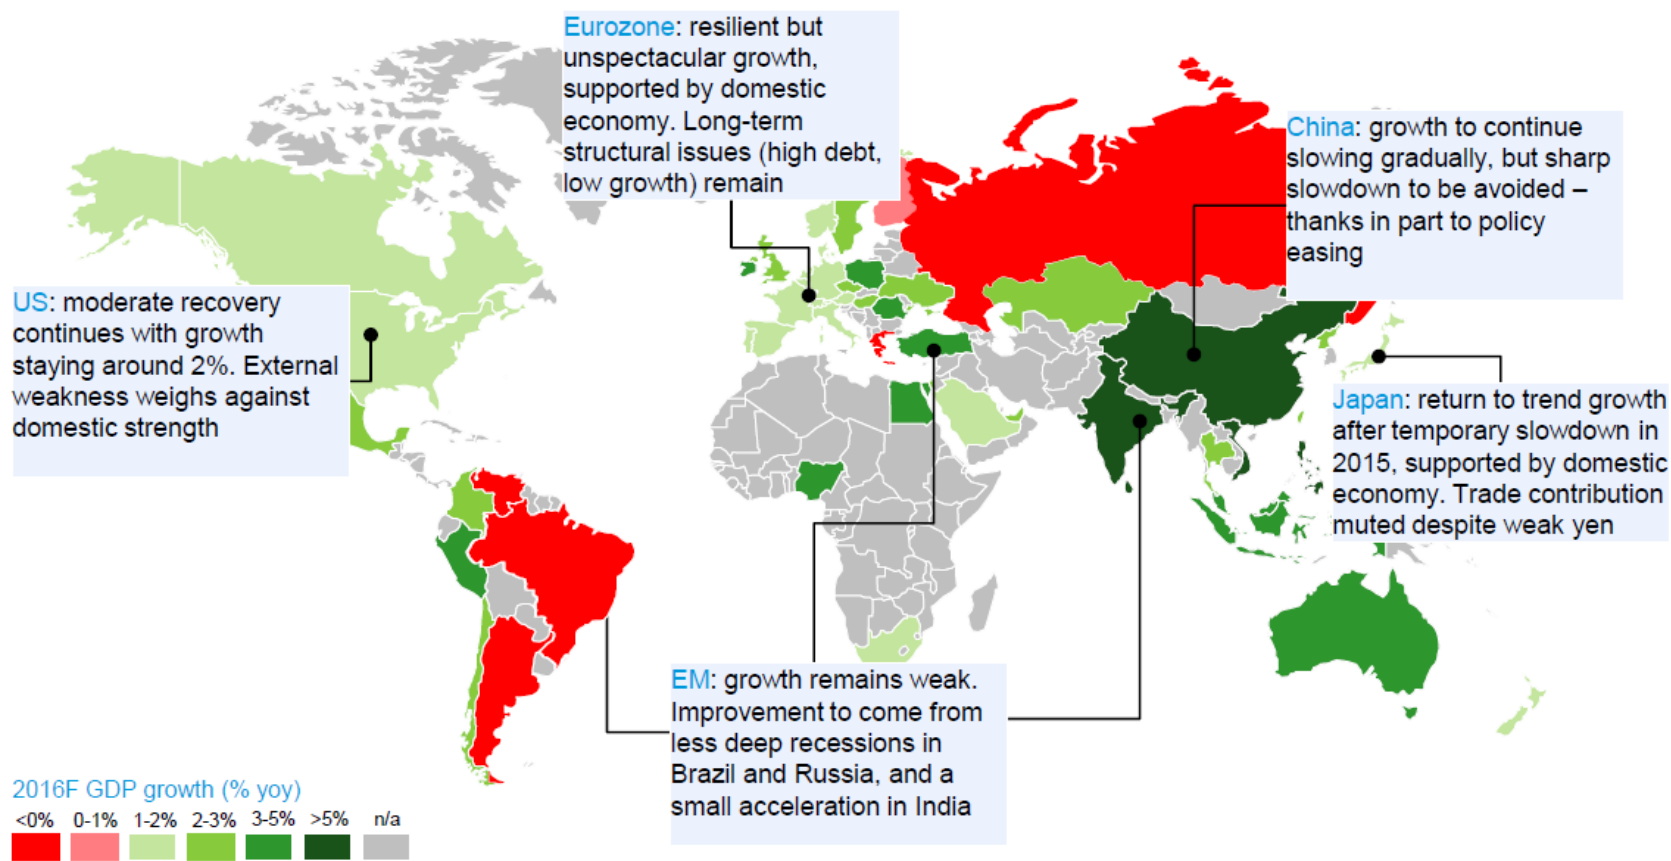 Eurozone: resilient but
unspectacular growth,
supported by domestic
economy. Long-term
structural issues (high debt,
low growth) remain
China: growth to continue
slowing gradually, but sharp
slowdown to be avoided –
thanks in part to policy
easing
US: moderate recovery
continues with growth
staying around 2%. External
weakness weighs against
domestic strength
Japan: return to trend growth
after temporary slowdown in
2015, supported by domestic
economy. Trade contribution
muted despite weak yen
EM: growth remains weak.
Improvement to come from
less deep recessions in
Brazil and Russia, and a
small acceleration in India
2016F GDP growth (% yoy)
<0% 0-1% 1-2% 2-3% 3-5% >5% n/a